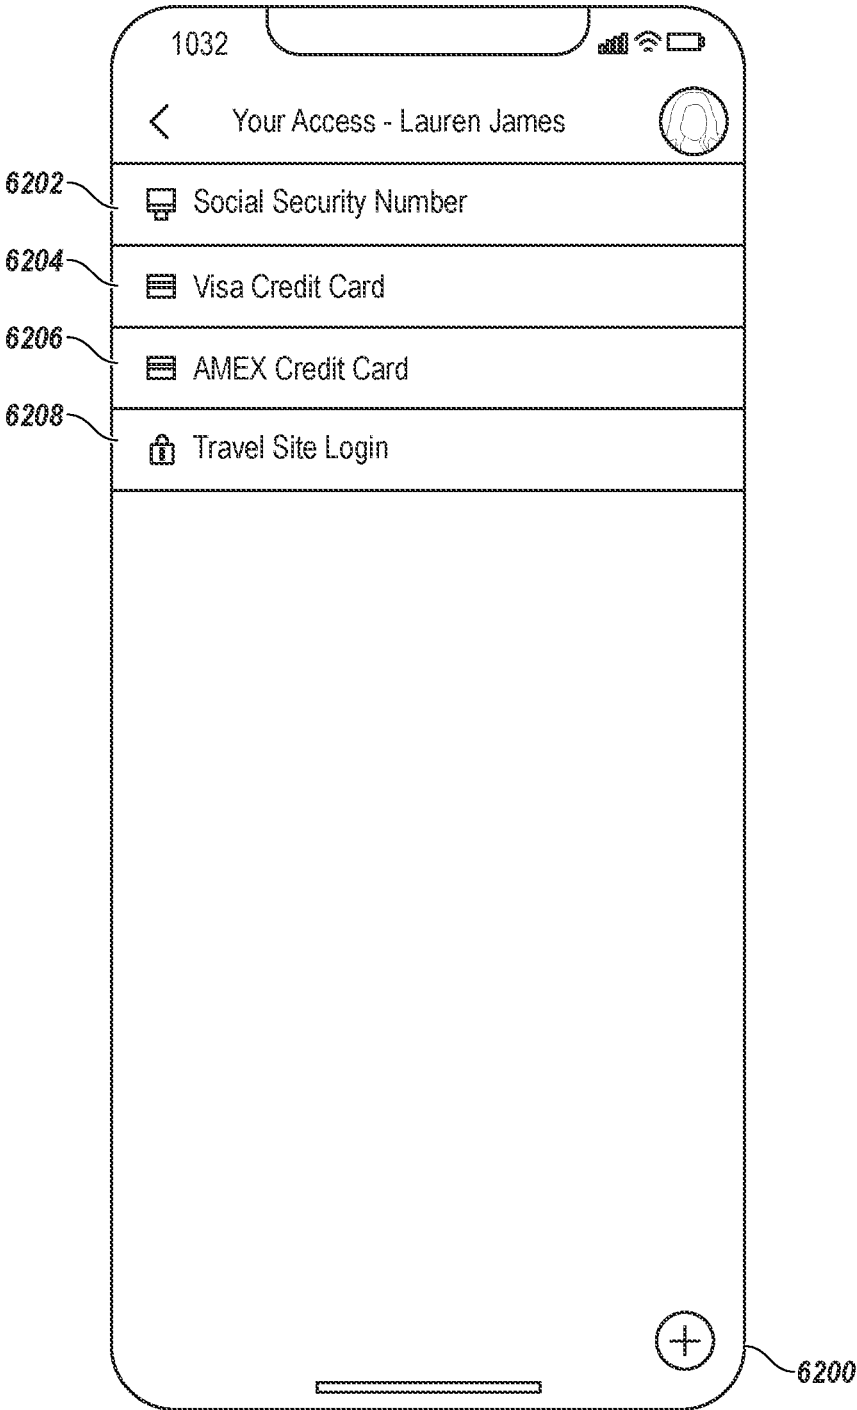 1032
Your Access - Lauren James
6202
Social Security Number
6204
Visa Credit Card
6206
AMEX Credit Card
6208
Travel Site Login
6200